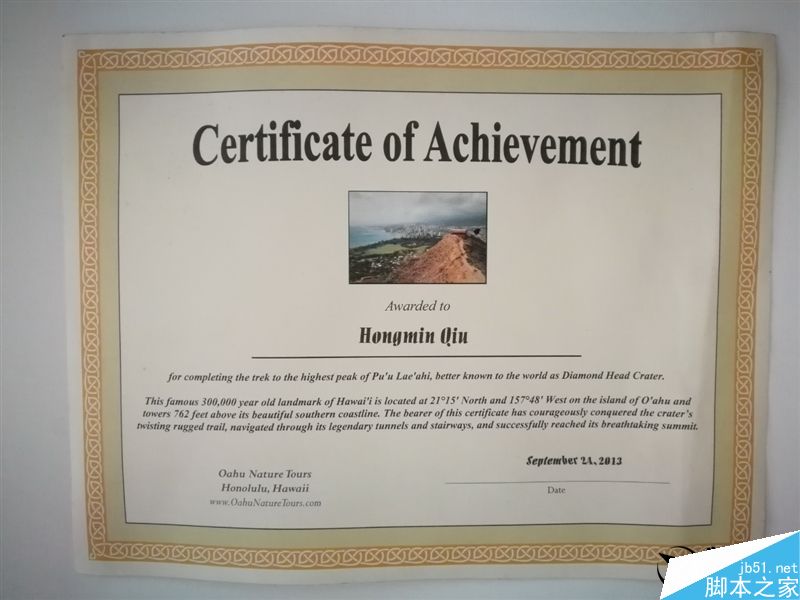 Certificate of Achievement
Awarded to
Hongmin Qiu
for completing the trek to the highest peak of Pu'u Lae'ahi, better known to the world as Diamond Head Crater.
This famous 300,000 year old landmark of Hawai'i is located at 21°15' North and 157°48' West on the island of O'ahu and
towers 762 feet above its beautiful southern coastline. The bearer of this certificate has courageously conquered the crater's
twisting rugged trail, navigated through its legendary tunnels and stairways, and successfully reached its breathtaking summit.
September 24, 2013
Date
Oahu Nature Tours
Honolulu, Hawaii
www.OahuNatureTours.com
jb51.net
脚本之家